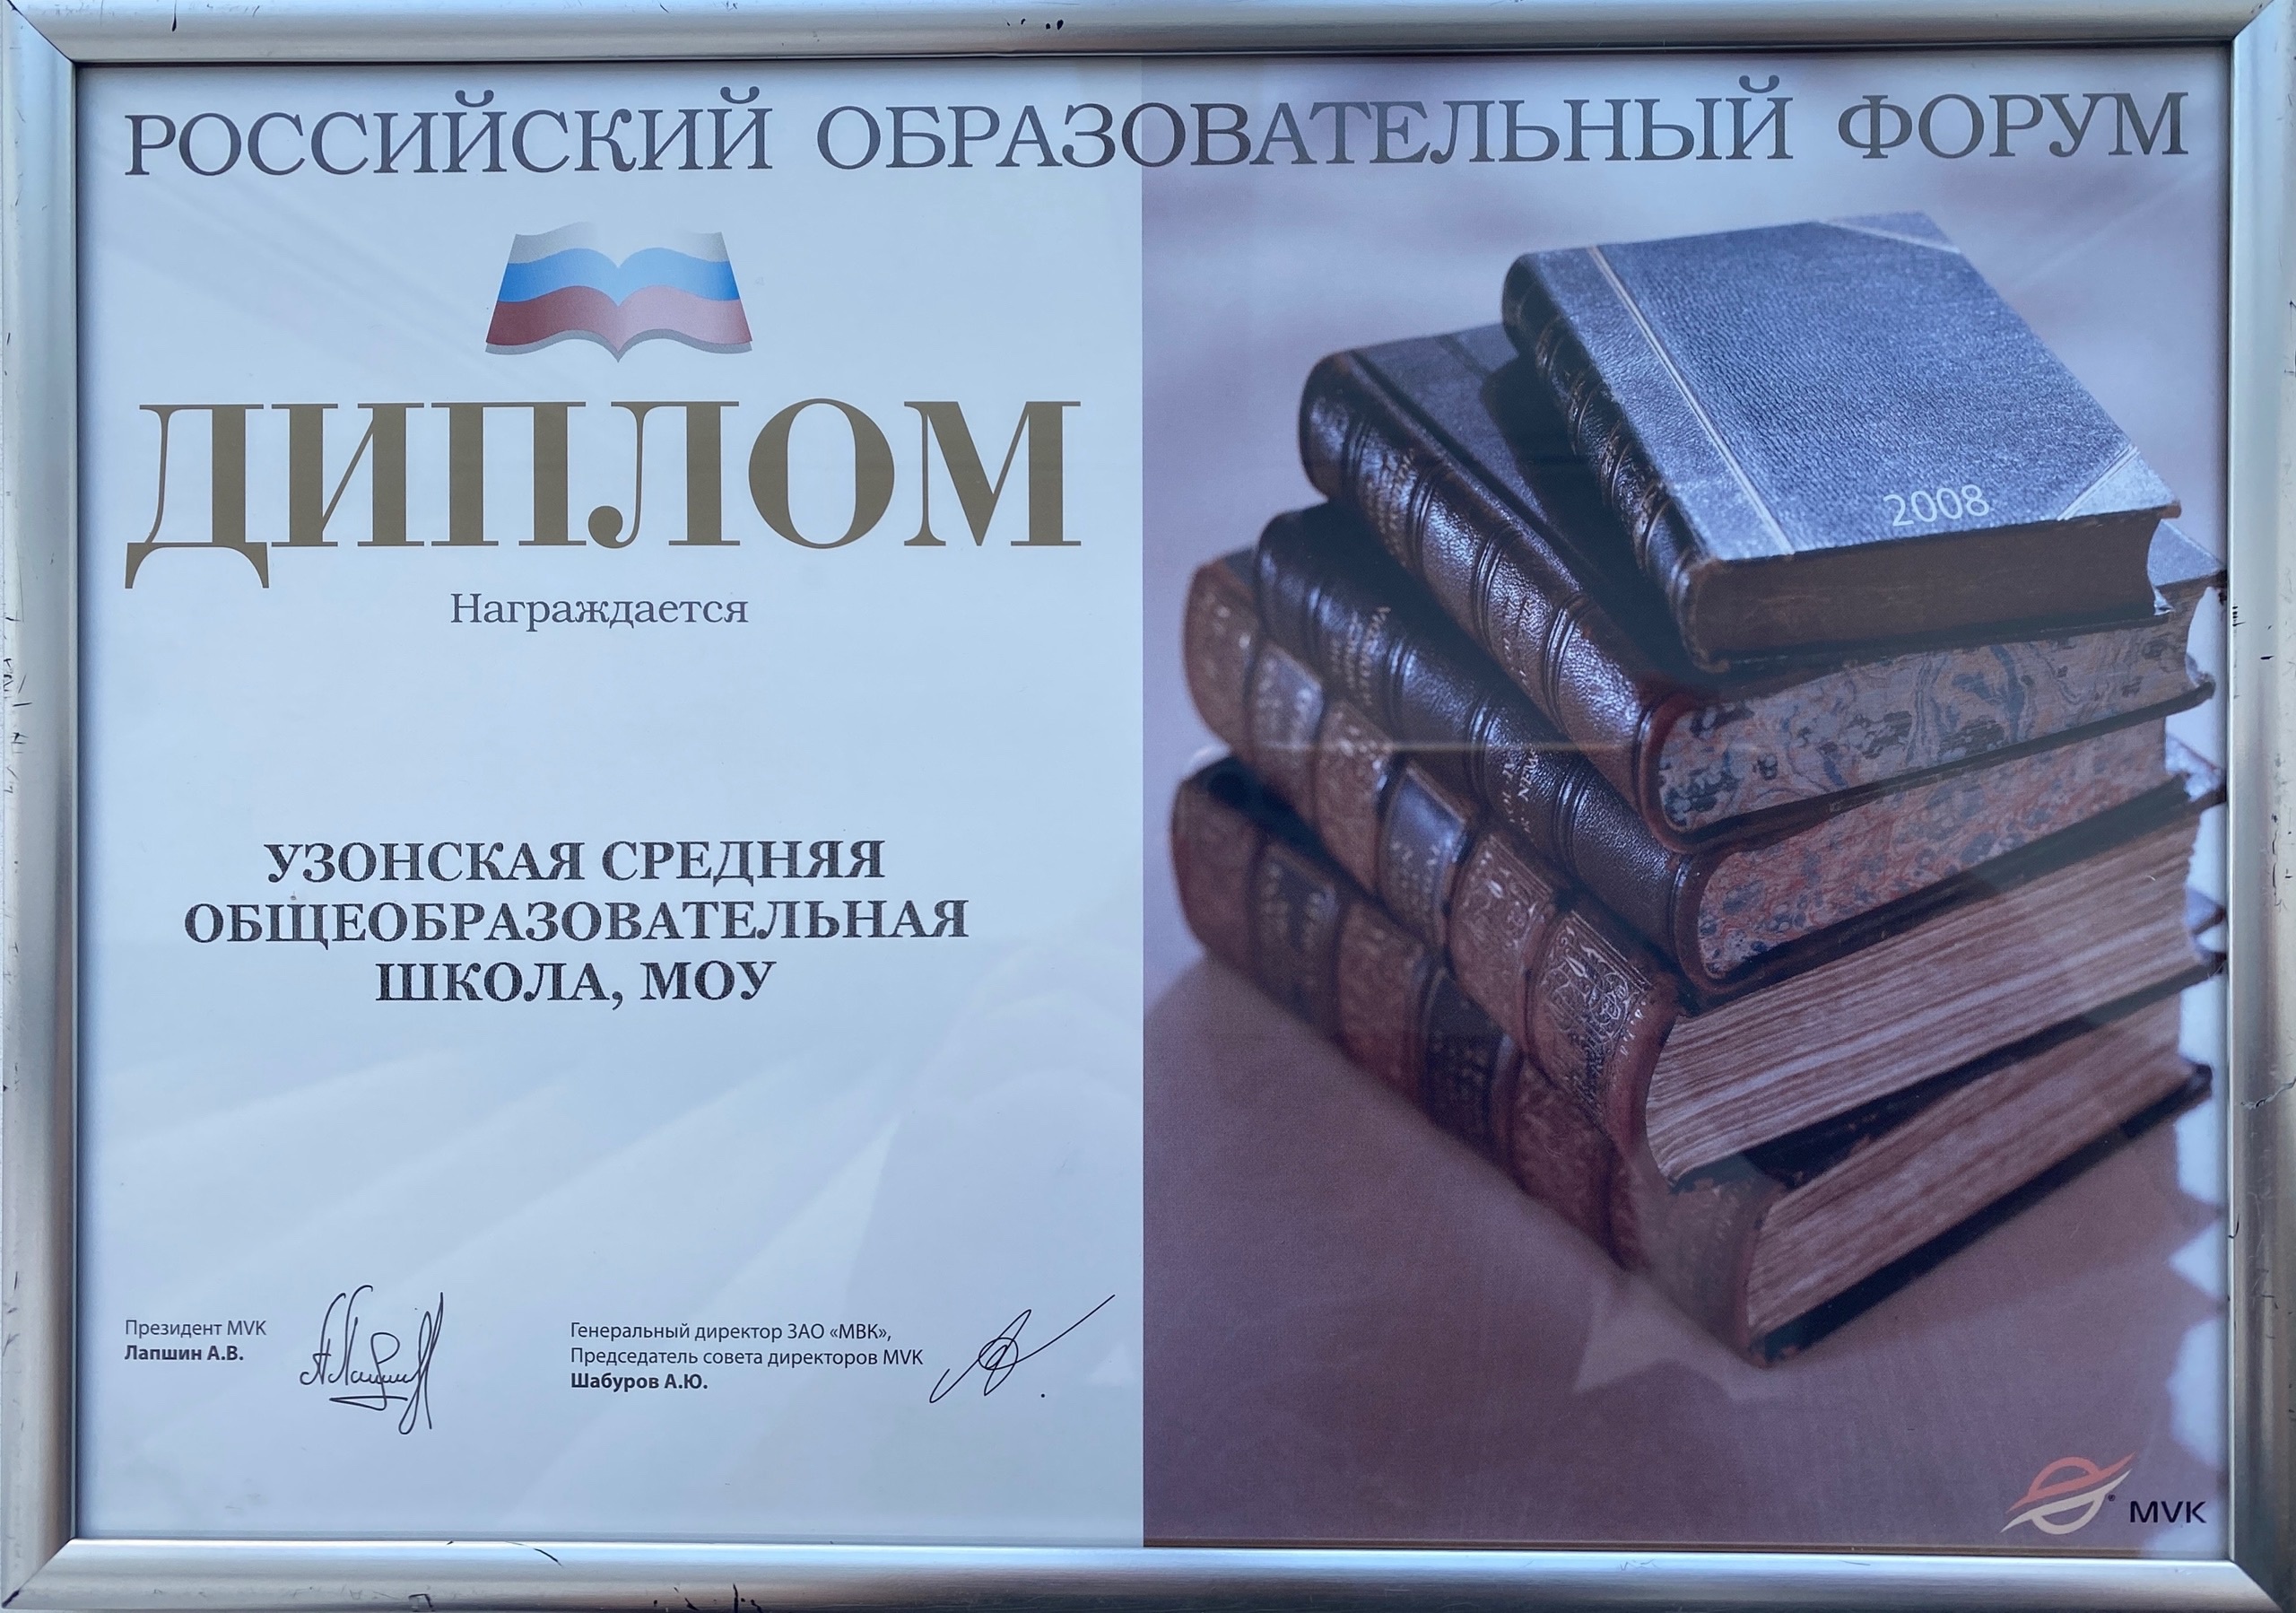 РОССИЙСКИЙ ОБРАЗОВАТЕЛЬНЫЙ ФОРУМ
ДИПЛОМ
Награждается
УЗОНСКАЯ СРЕДНЯЯ
ОБЩЕОБРАЗОВАТЕЛЬНАЯ
ШКОЛА, МОУ
Президент MVK
Лапшин А.В.
Генеральный директор ЗАО «МВК»,
Председатель совета директоров MVK
Шабуров А.Ю.
2008
MVK